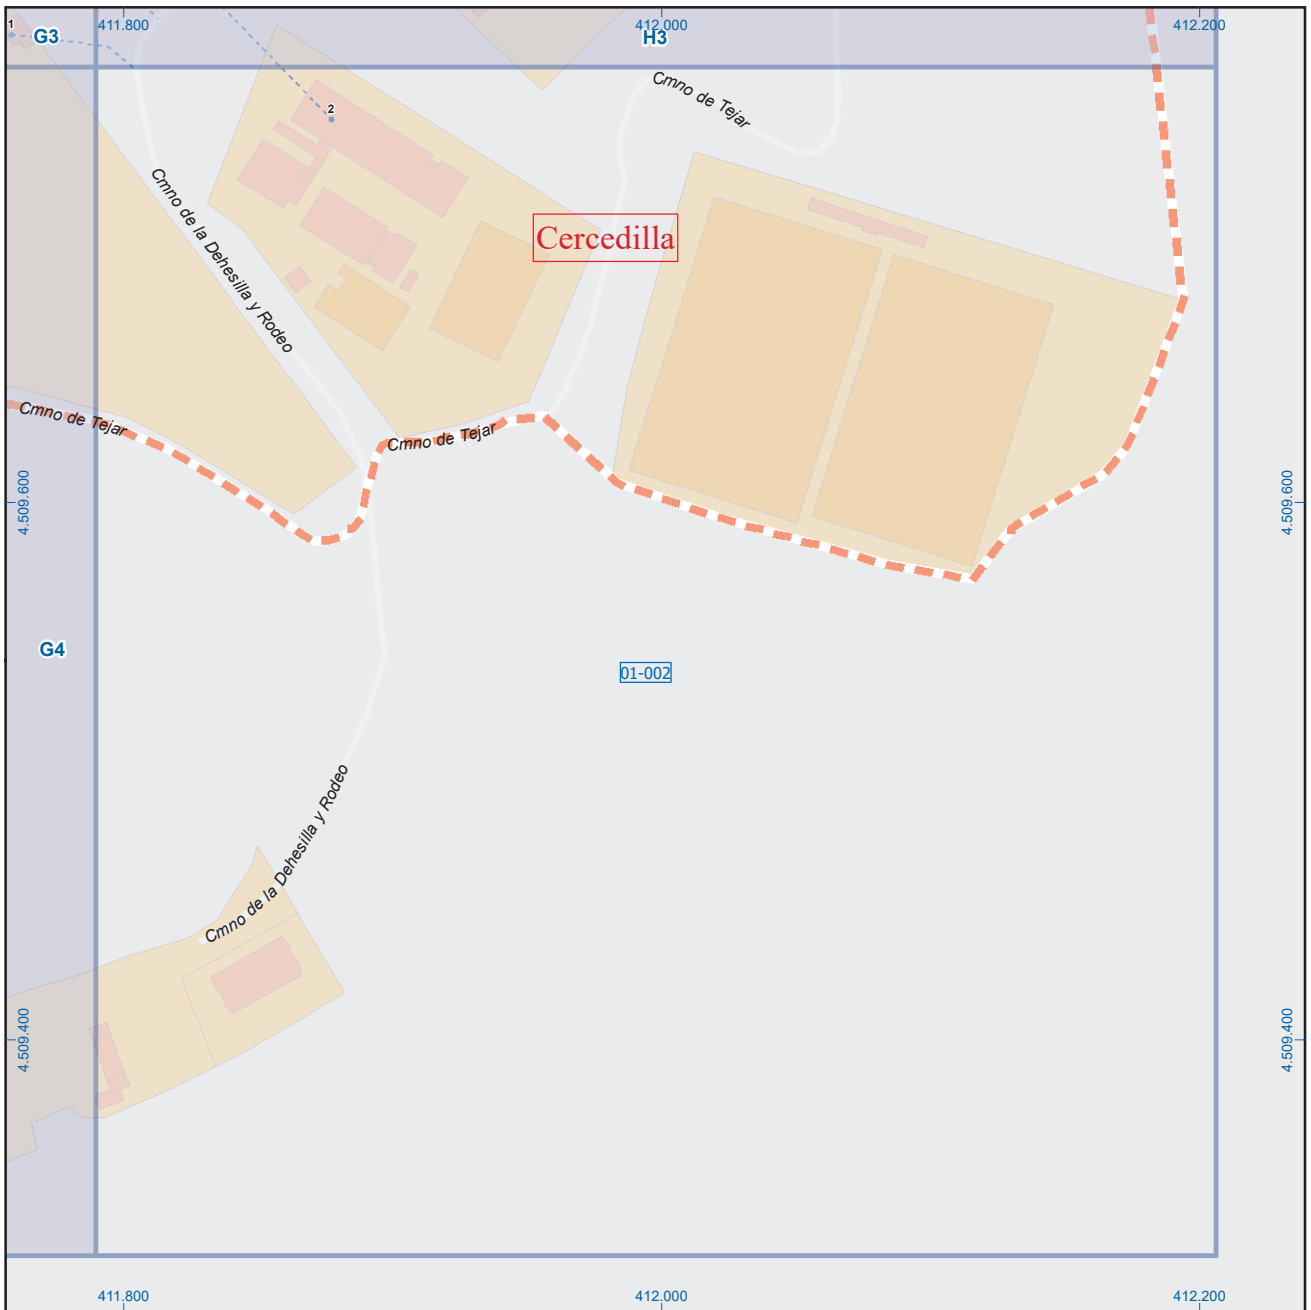 411.800
412.000
412.200
1
G3
H3
Cmno de Tejar
2
Cmno de la Dehesilla y Rodeo
Cercedilla
Cmno de Tejar
Cmno de Tejar
4.509.600
4.509.600
G4
01-002
Cmno de la Dehesilla y Rodeo
4.509.400
4.509.400
411.800
412.000
412.200